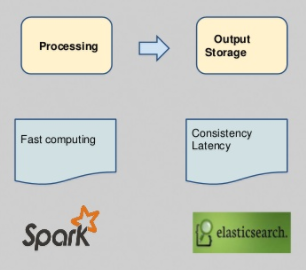 Processing
Output
Storage
Fast computing
Consistency
Latency
Spark
elasticsearch.